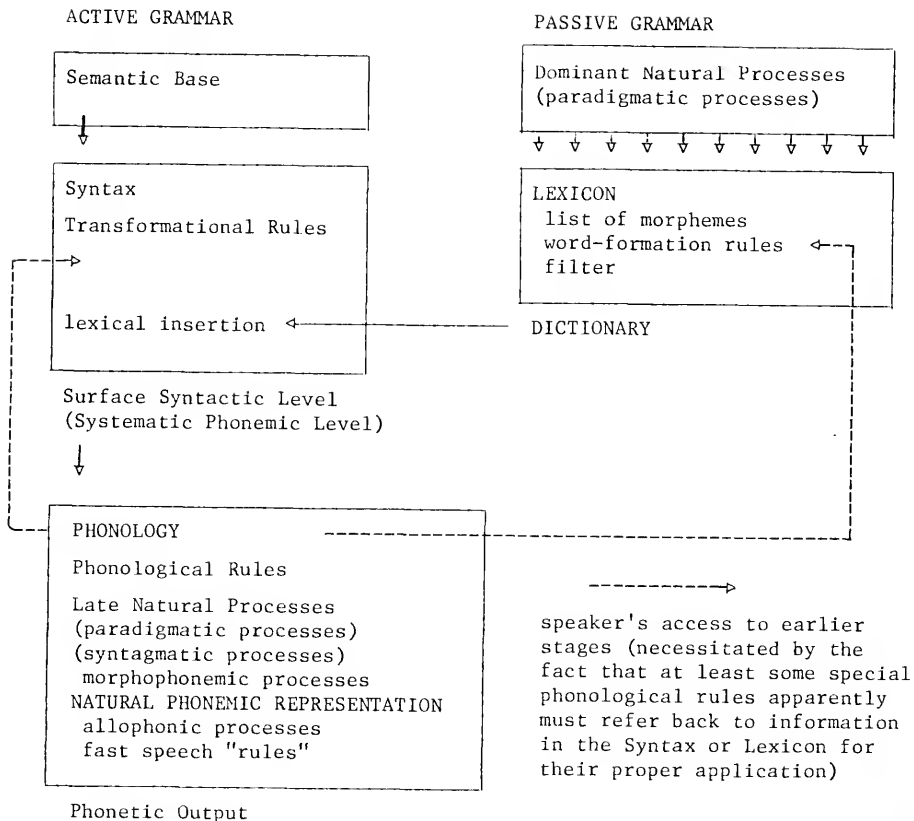 ACTIVE GRAMMAR
Semantic Base
Syntax
Transformational Rules
lexical insertion
Surface Syntactic Level
(Systematic Phonemic Level)
PASSIVE GRAMMAR
Dominant Natural Processes
(paradigmatic processes)
LEXICON
list of morphemes
word-formation rules
filter
DICTIONARY
PHONOLOGY
Phonological Rules
Late Natural Processes
(paradigmatic processes)
(syntagmatic processes)
morphophonemic processes
NATURAL PHONEMIC REPRESENTATION
allophonic processes
fast speech "rules"
Phonetic Output
speaker's access to earlier
stages (necessitated by the
fact that at least some special
phonological rules apparently
must refer back to information
in the Syntax or Lexicon for
their proper application)